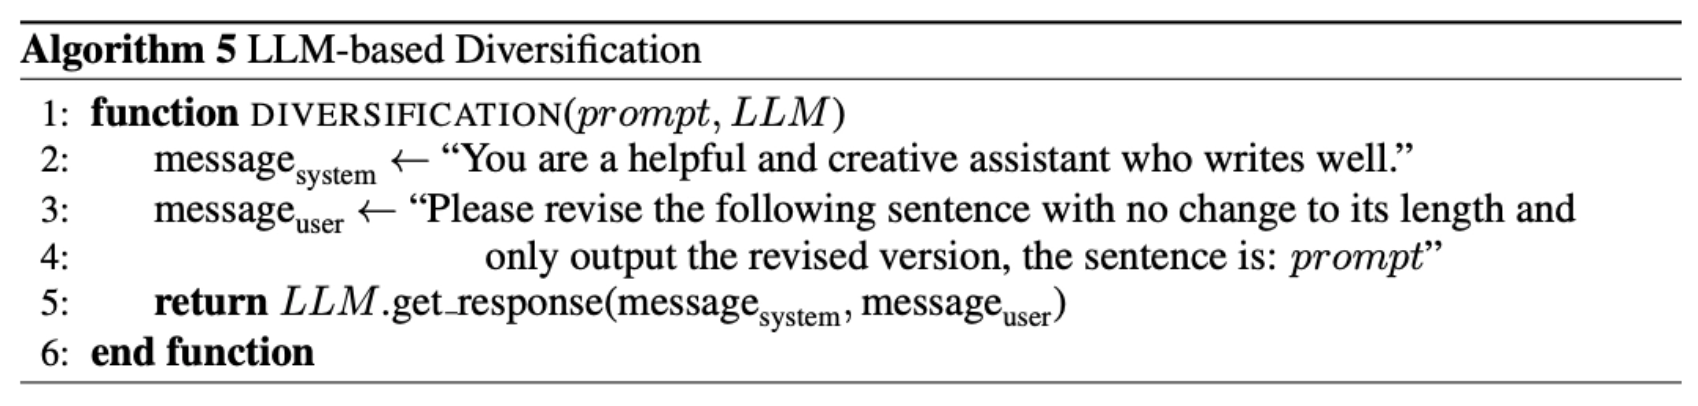 Algorithm 5 LLM-based Diversification
1: function DIVERSIFICATION(prompt, LLM)
2: message_system ← “You are a helpful and creative assistant who writes well.”
3: message_user ← “Please revise the following sentence with no change to its length and
4: only output the revised version, the sentence is: prompt”
5: return LLM.get_response(message_system, message_user)
6: end function